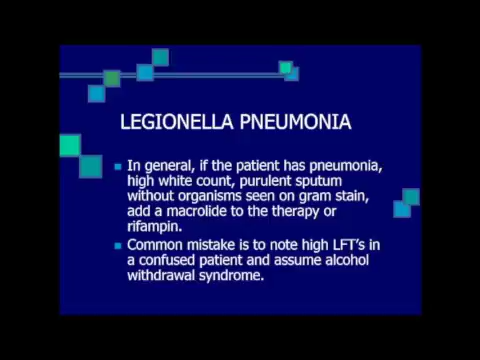 LEGIONELLA PNEUMONIA
In general, if the patient has pneumonia,
high white count, purulent sputum
without organisms seen on gram stain,
add a macrolide to the therapy or
rifampin.
Common mistake is to note high LFT's in
a confused patient and assume alcohol
withdrawal syndrome.